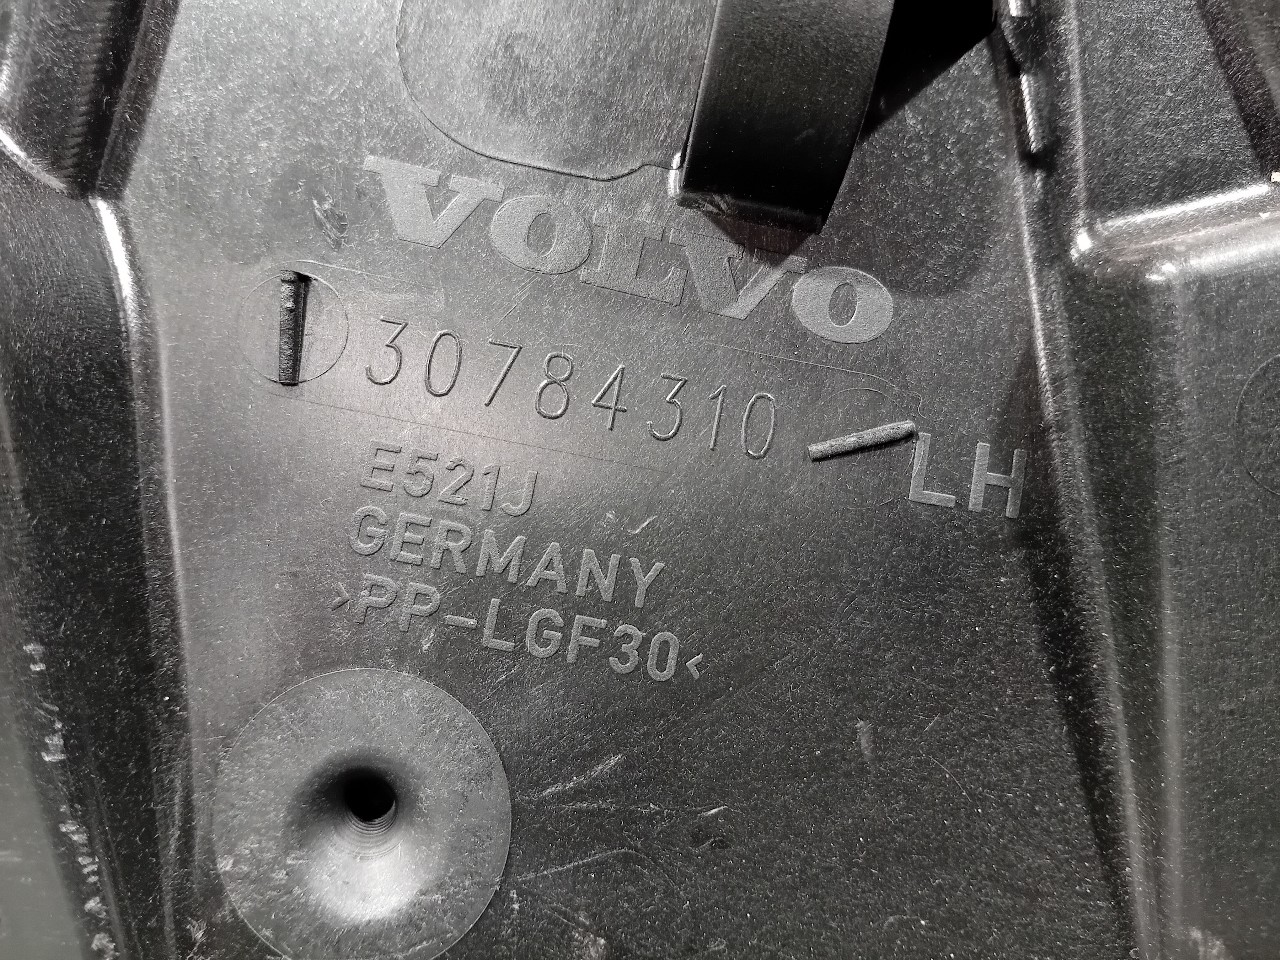 VOLVO
30784310
LH
E521J
GERMANY
>PP-LGF30<